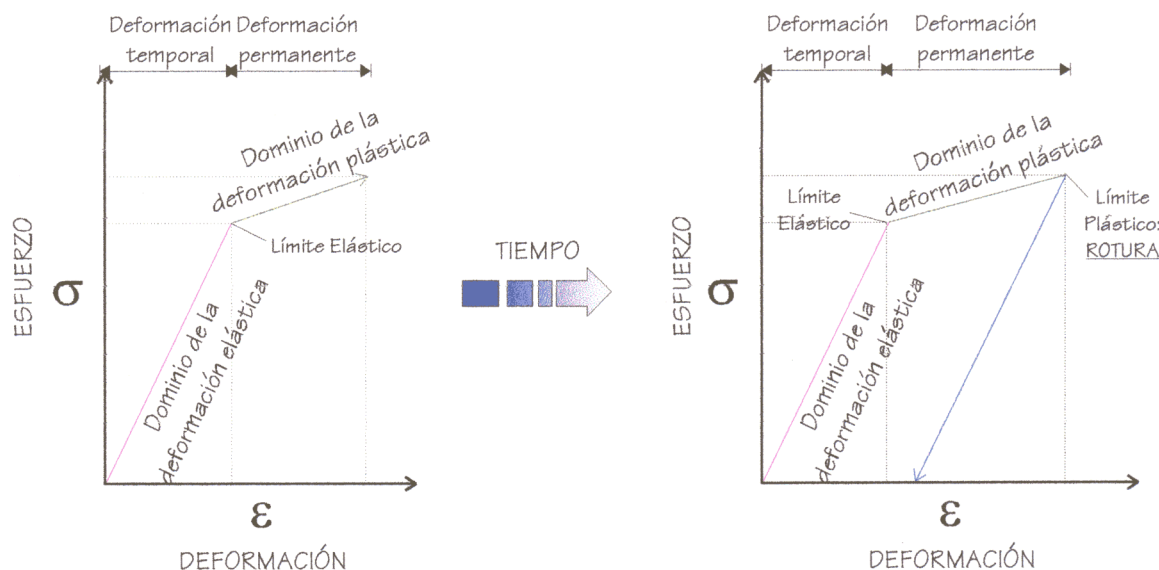 Deformación Deformación
temporal permanente
Dominio de la
deformación plástica
Límite Elástico
Dominio de la
deformación elástica
ESFUERZO
σ
ε
DEFORMACIÓN
TIEMPO
Deformación Deformación
temporal permanente
Dominio de la
deformación plástica
Límite
Elástico
Límite
Plástico:
ROTURA
Dominio de la
deformación elástica
ESFUERZO
σ
ε
DEFORMACIÓN